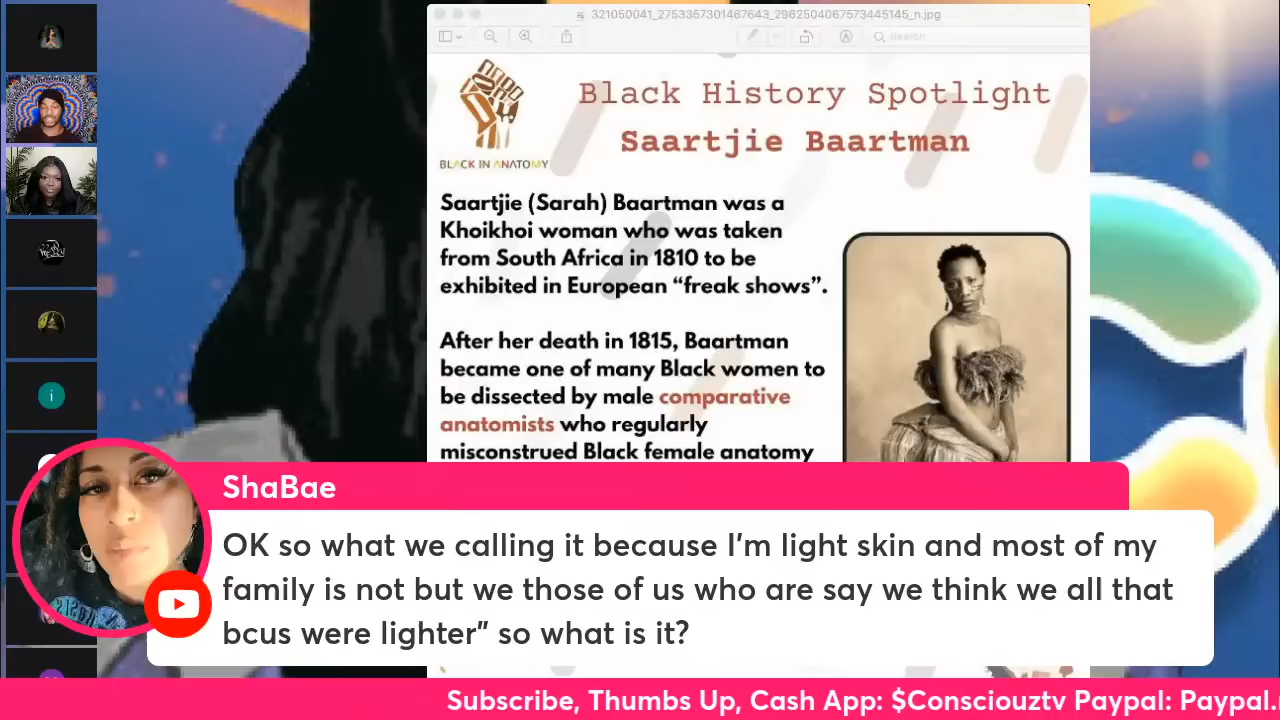 321050041_2753357301467643_2962504067573445145_n.jpg
Search
Black History Spotlight
Saartjie Baartman
BLACK IN ANATOMY
Saartjie (Sarah) Baartman was a
Khoikhoi woman who was taken
from South Africa in 1810 to be
exhibited in European “freak shows”.
After her death in 1815, Baartman
became one of many Black women to
be dissected by male comparative
anatomists who regularly
misconstrued Black female anatomy
i
ShaBae
OK so what we calling it because I'm light skin and most of my
family is not but we those of us who are say we think we all that
bcus were lighter” so what is it?
Subscribe, Thumbs Up, Cash App: $Consciouztv Paypal: Paypal.